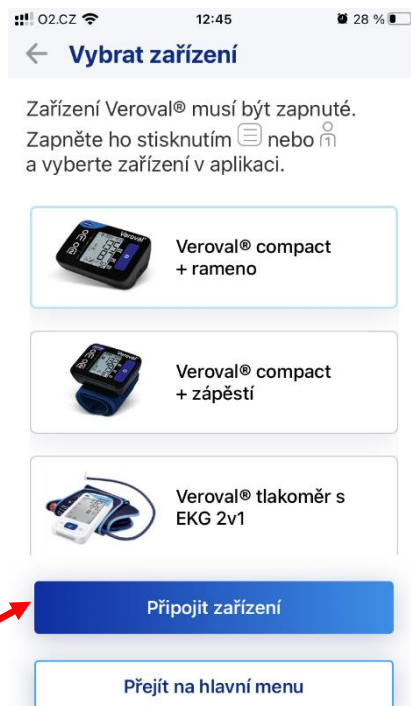 O2.CZ 12:45 28 %
Vybrat zařízení
Zařízení Veroval® musí být zapnuté.
Zapněte ho stisknutím nebo 1
a vyberte zařízení v aplikaci.
Veroval® compact
+ rameno
Veroval® compact
+ zápěstí
Veroval® tlakoměr s
EKG 2v1
Připojit zařízení
Přejít na hlavní menu